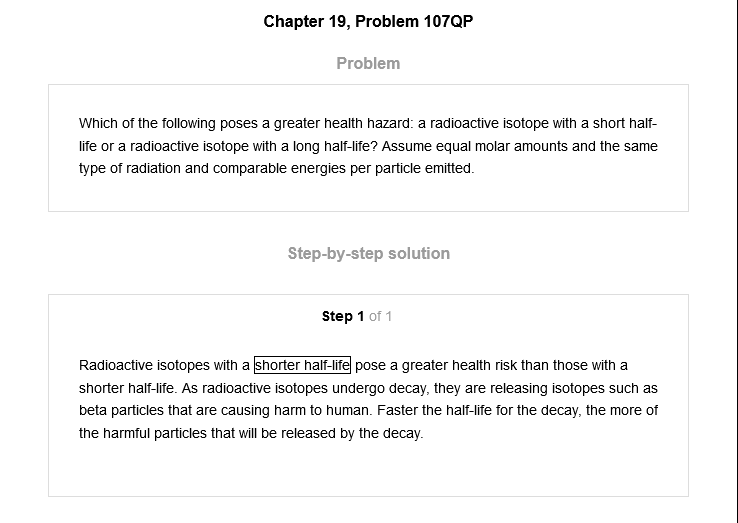 Chapter 19, Problem 107QP
Problem
Which of the following poses a greater health hazard: a radioactive isotope with a short half-
life or a radioactive isotope with a long half-life? Assume equal molar amounts and the same
type of radiation and comparable energies per particle emitted.
Step-by-step solution
Step 1 of 1
Radioactive isotopes with a shorter half-life pose a greater health risk than those with a
shorter half-life. As radioactive isotopes undergo decay, they are releasing isotopes such as
beta particles that are causing harm to human. Faster the half-life for the decay, the more of
the harmful particles that will be released by the decay.